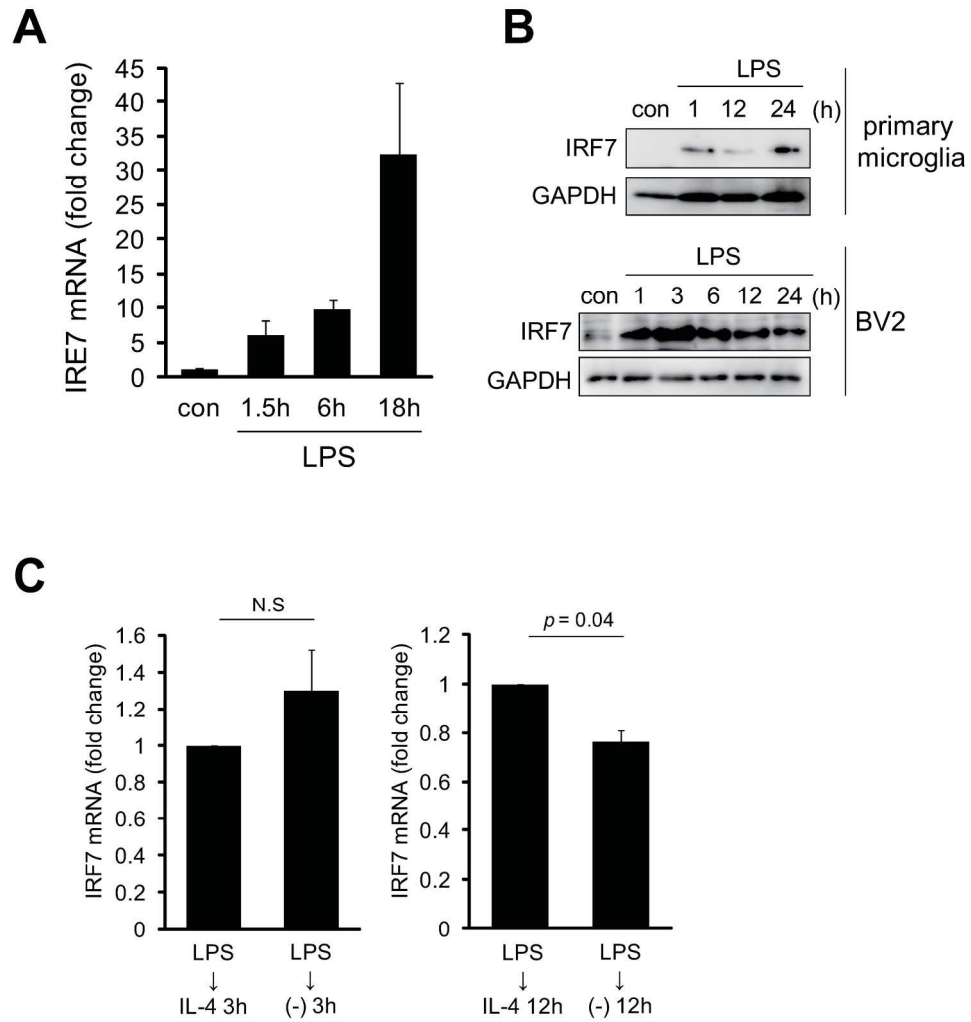 A
IRE7 mRNA (fold change)
45
40
35
30
25
20
15
10
5
0
con 1.5h 6h 18h
LPS
B
LPS
con 1 12 24 (h)
IRF7
GAPDH
primary
microglia
LPS
con 1 3 6 12 24 (h)
IRF7
GAPDH
BV2
C
N.S
IRF7 mRNA (fold change)
1.6
1.4
1.2
1
0.8
0.6
0.4
0.2
0
LPS LPS
↓ ↓
IL-4 3h (-) 3h
p = 0.04
IRF7 mRNA (fold change)
1.2
1
0.8
0.6
0.4
0.2
0
LPS LPS
↓ ↓
IL-4 12h (-) 12h